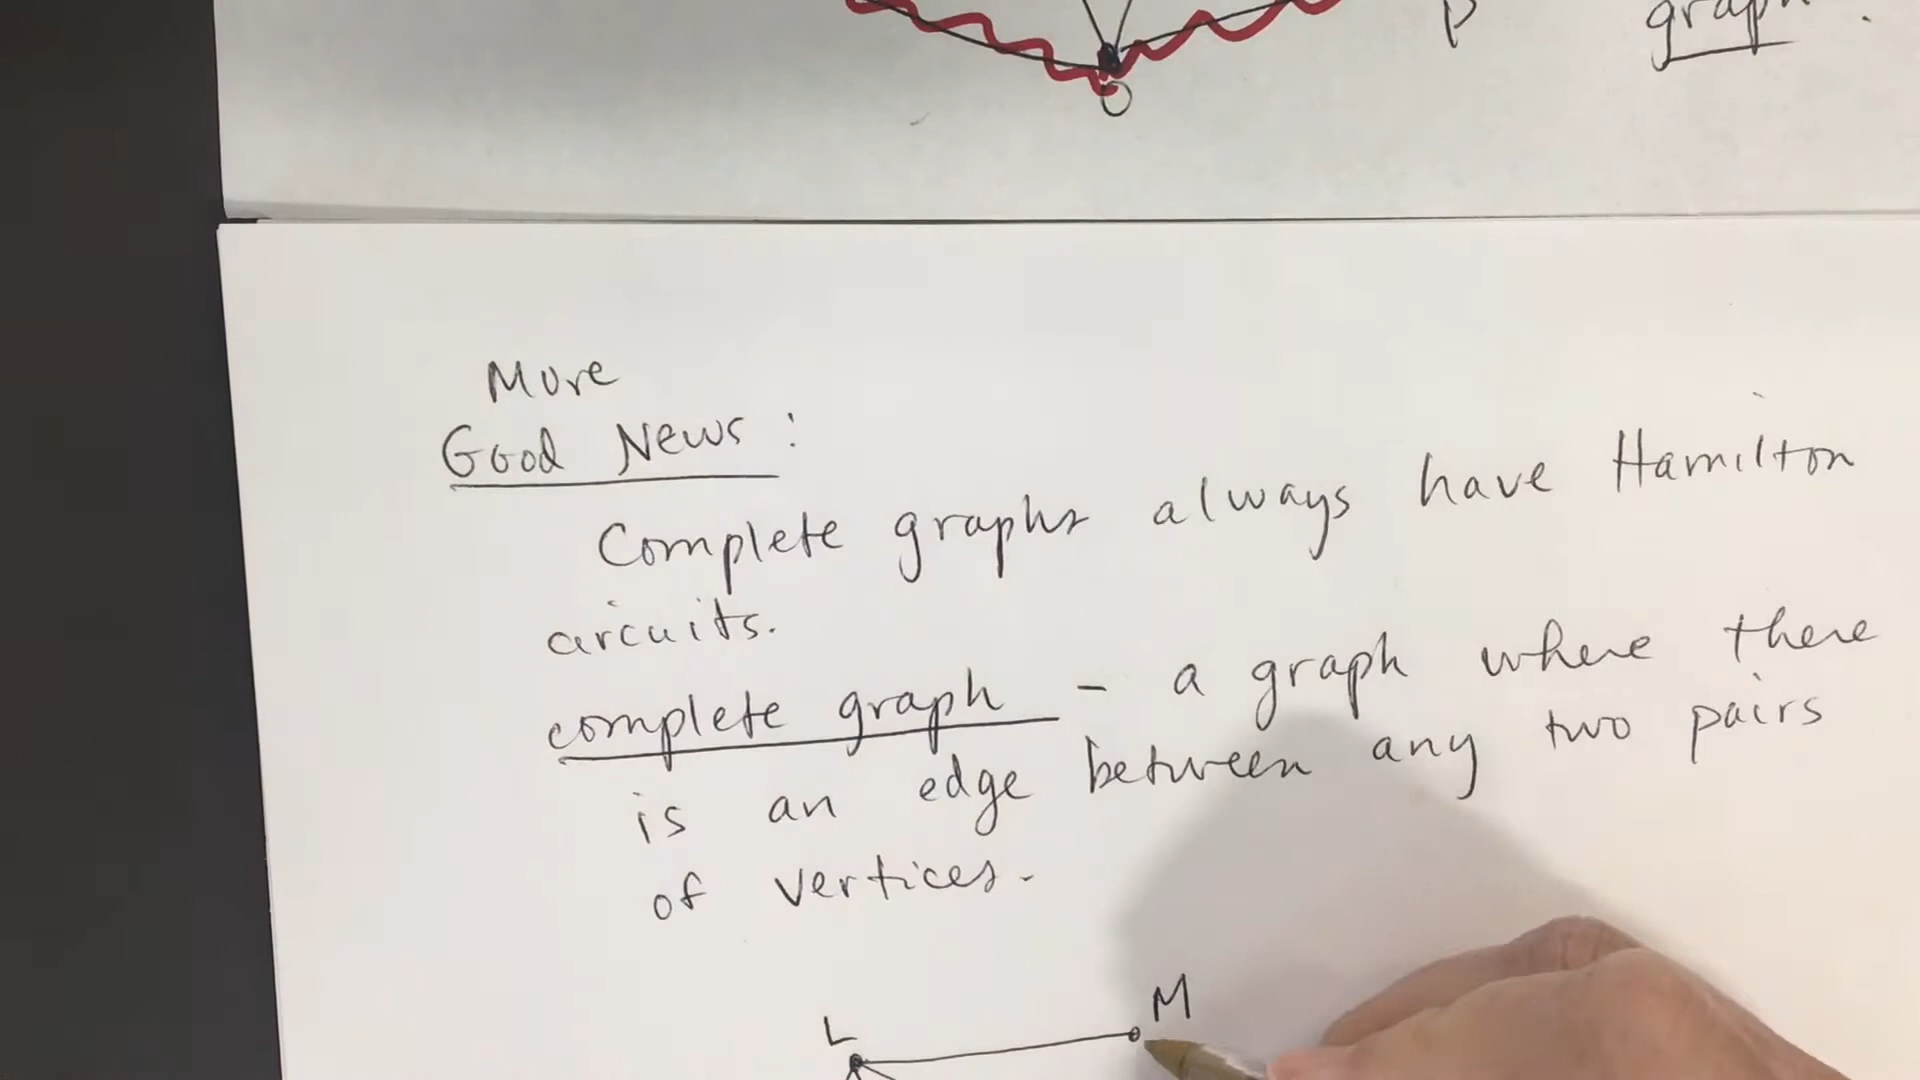 p graph.
O
More
Good News:
Complete graphs always have Hamilton
circuits.
complete graph - a graph where there
is an edge between any two pairs
of vertices.
M
L